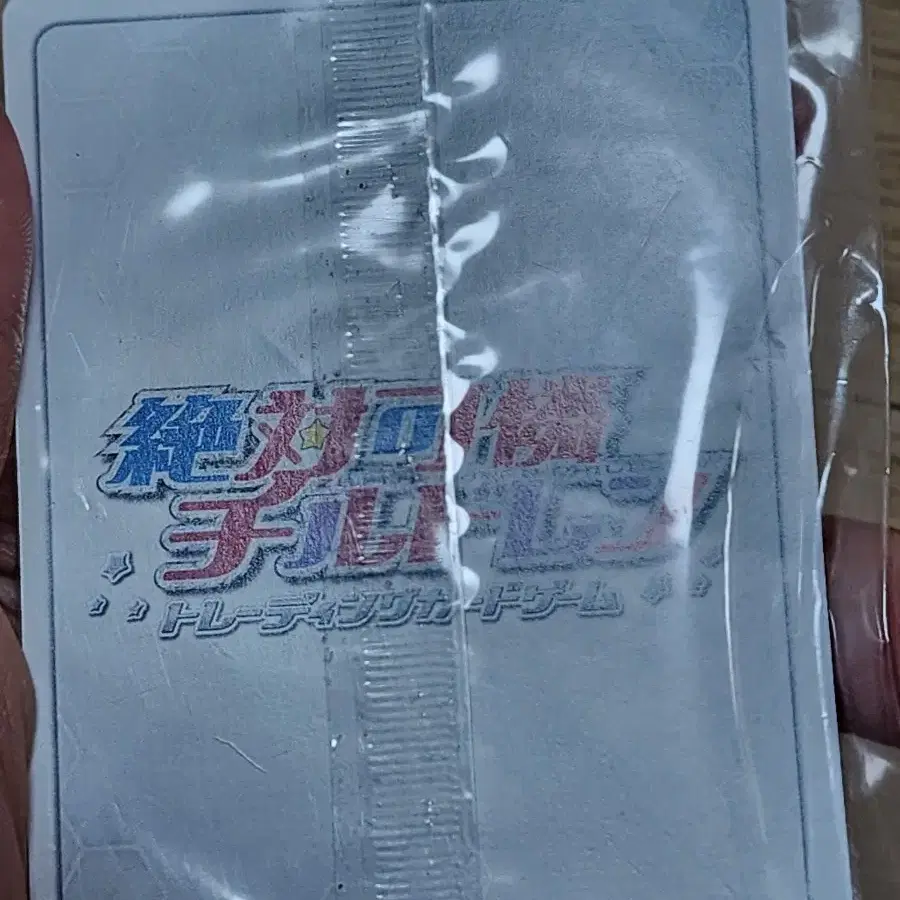 絶対可憐
チルドレン
トレーディングカードゲーム